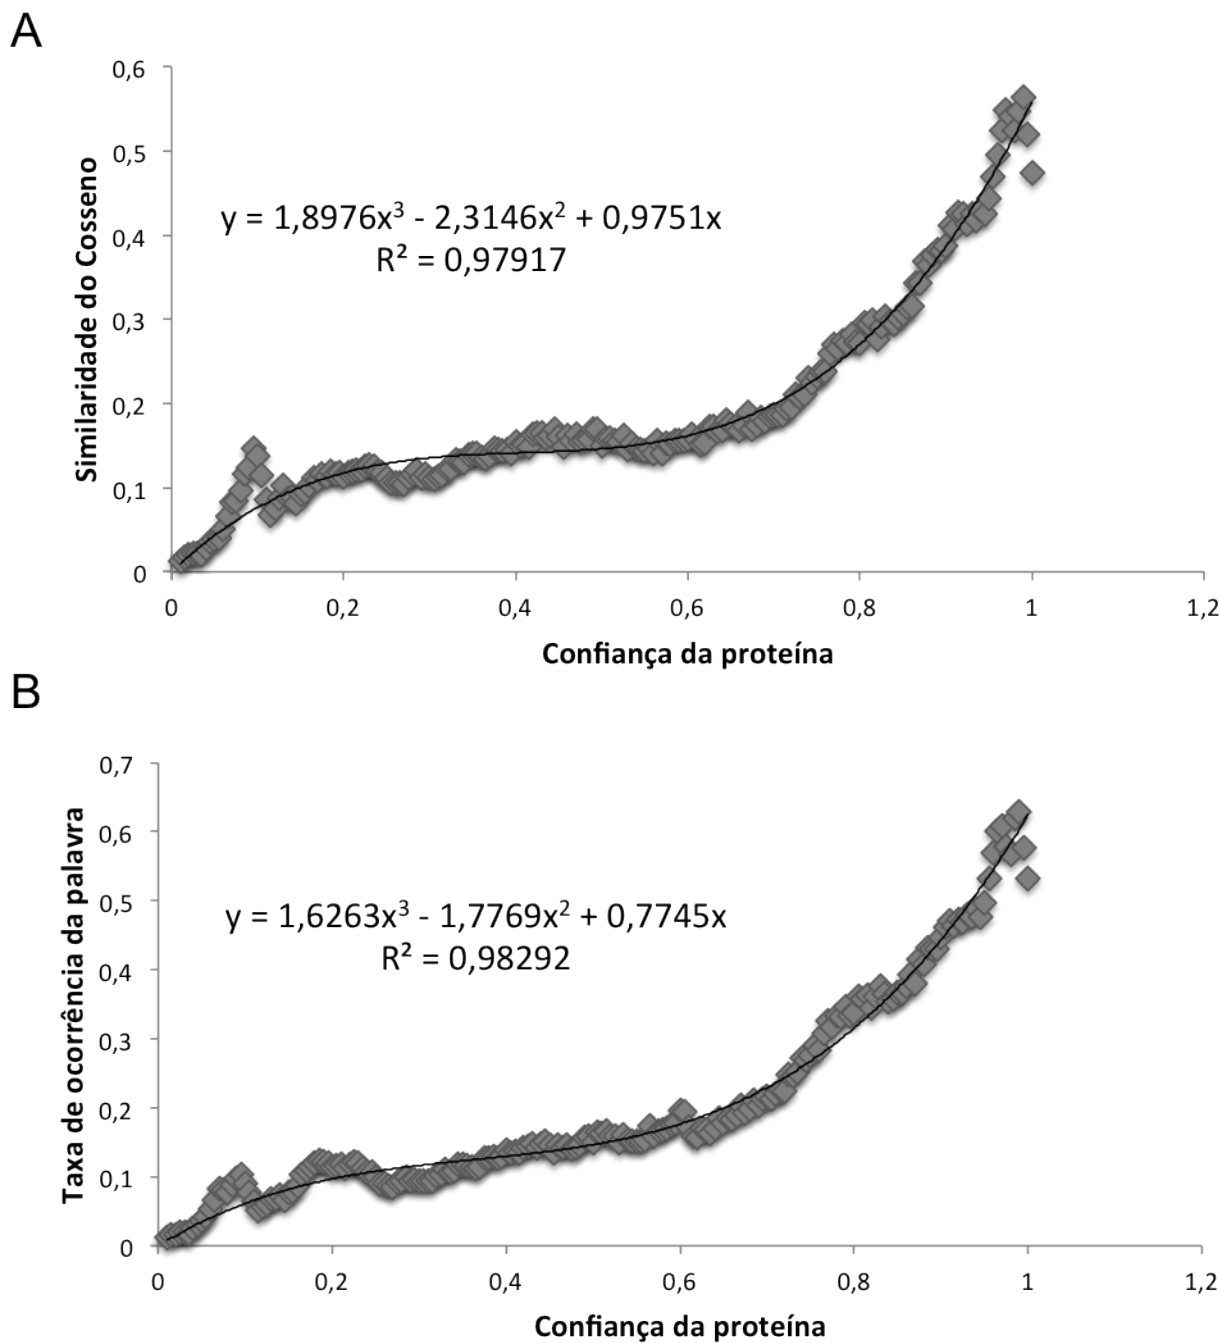 A
0,6
0,5
0,4
0,3
0,2
0,1
0
Similaridade do Cosseno
y = 1,8976x³ - 2,3146x² + 0,9751x
R² = 0,97917
0 0,2 0,4 0,6 0,8 1 1,2
Confiança da proteína
B
0,7
0,6
0,5
0,4
0,3
0,2
0,1
0
Taxa de ocorrência da palavra
y = 1,6263x³ - 1,7769x² + 0,7745x
R² = 0,98292
0 0,2 0,4 0,6 0,8 1 1,2
Confiança da proteína